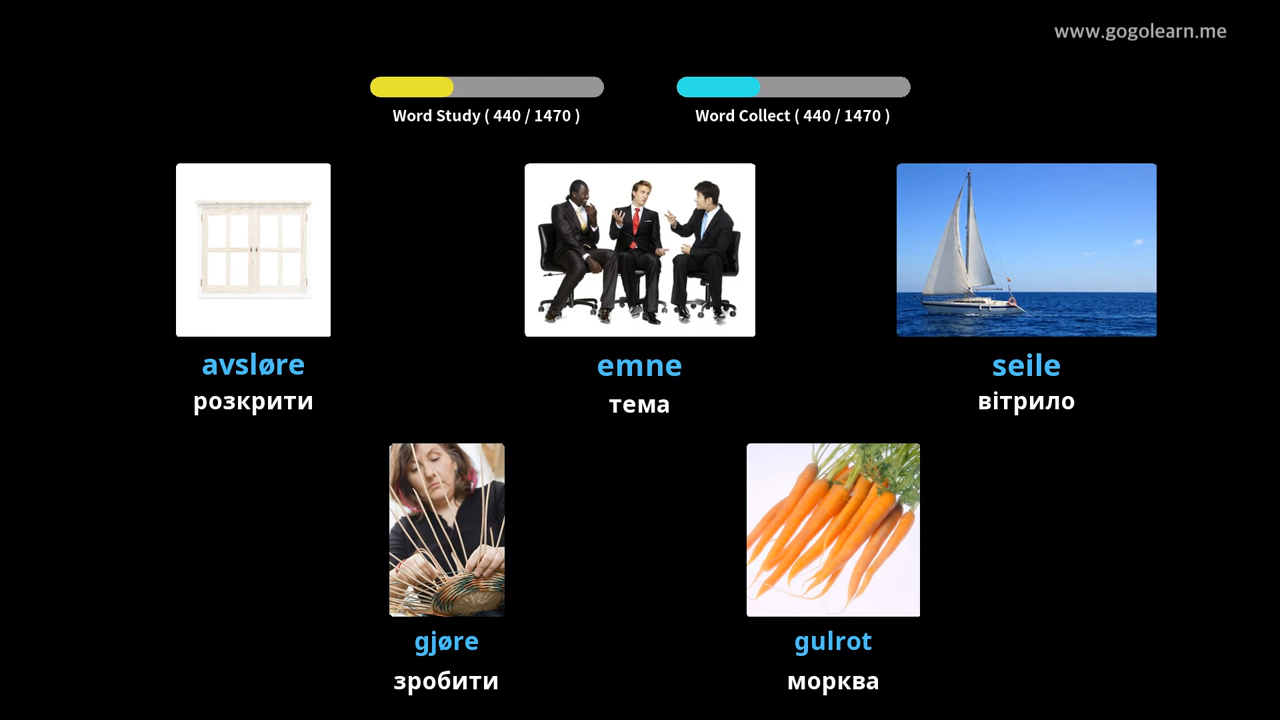 www.gogolearn.me
Word Study ( 440 / 1470 )
Word Collect ( 440 / 1470 )
avsløre
розкрити
emne
тема
seile
вітрило
gjøre
зробити
gulrot
морква